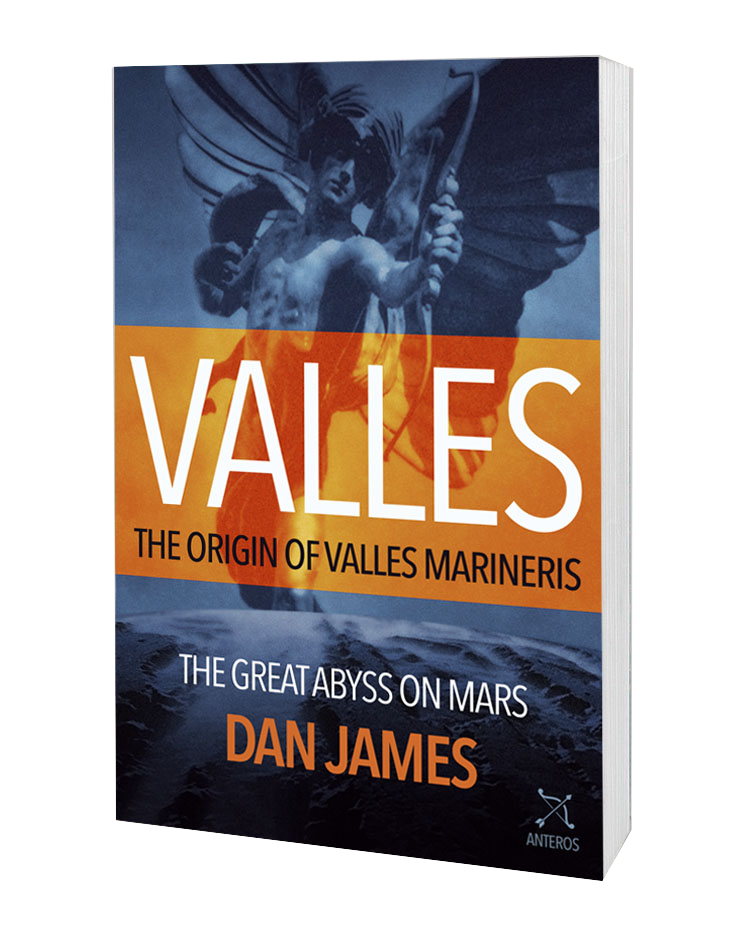 VALLES
THE ORIGIN OF VALLES MARINERIS
THE GREAT ABYSS ON MARS
DAN JAMES
ANTEROS